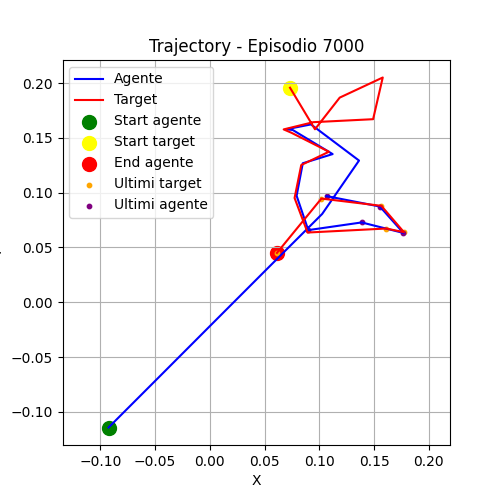 Trajectory - Episodio 7000
Agente
Target
Start agente
Start target
End agente
Ultimi target
Ultimi agente
0.20
0.15
0.10
0.05
0.00
−0.05
−0.10
−0.10
−0.05
0.00
0.05
0.10
0.15
0.20
X